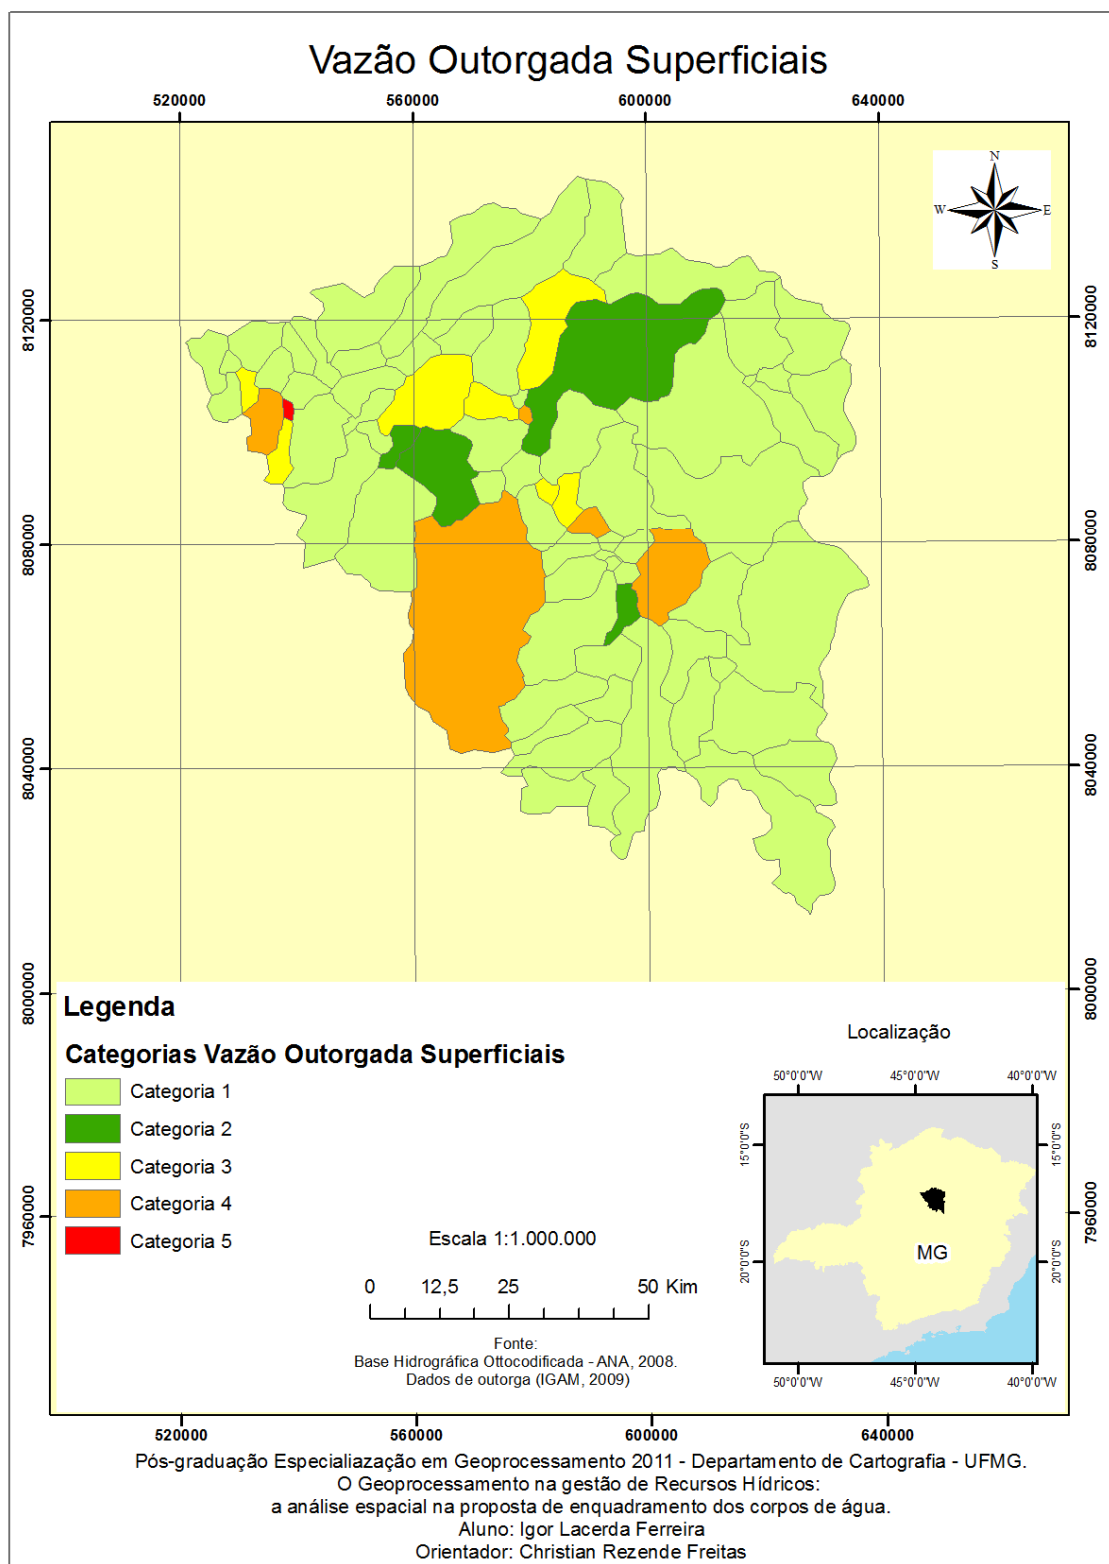 Vazão Outorgada Superficiais
520000 560000 600000 640000
N
W E
S
8120000 8120000
8080000 8080000
8040000 8040000
8000000 8000000
7960000 7960000
Legenda
Categorias Vazão Outorgada Superficiais
Categoria 1
Categoria 2
Categoria 3
Categoria 4
Categoria 5
Escala 1:1.000.000
0 12,5 25 50 Kim
Fonte:
Base Hidrográfica Ottocodificada - ANA, 2008.
Dados de outorga (IGAM, 2009)
Localização
50°0'0"W 45°0'0"W 40°0'0"W
15°0'0"S 15°0'0"S
MG
20°0'0"S 20°0'0"S
50°0'0"W 45°0'0"W 40°0'0"W
520000 560000 600000 640000
Pós-graduação Especialiazação em Geoprocessamento 2011 - Departamento de Cartografia - UFMG.
O Geoprocessamento na gestão de Recursos Hídricos:
a análise espacial na proposta de enquadramento dos corpos de água.
Aluno: Igor Lacerda Ferreira
Orientador: Christian Rezende Freitas